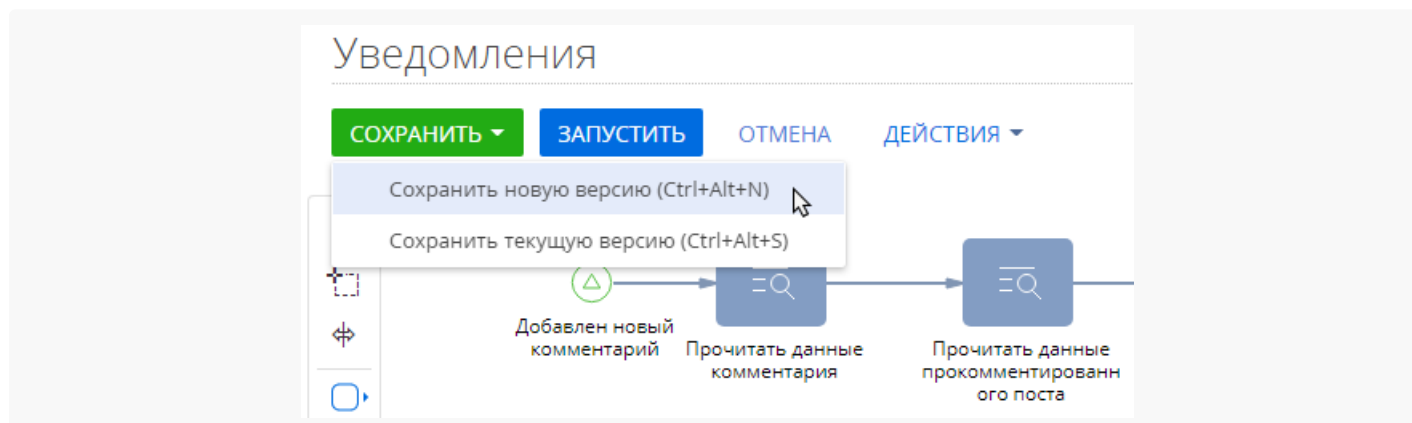 Уведомления
СОХРАНИТЬ ЗАПУСТИТЬ ОТМЕНА ДЕЙСТВИЯ
Сохранить новую версию (Ctrl+Alt+N)
Сохранить текущую версию (Ctrl+Alt+S)
Добавлен новый
комментарий
Прочитать данные
комментария
Прочитать данные
прокомментированн
ого поста